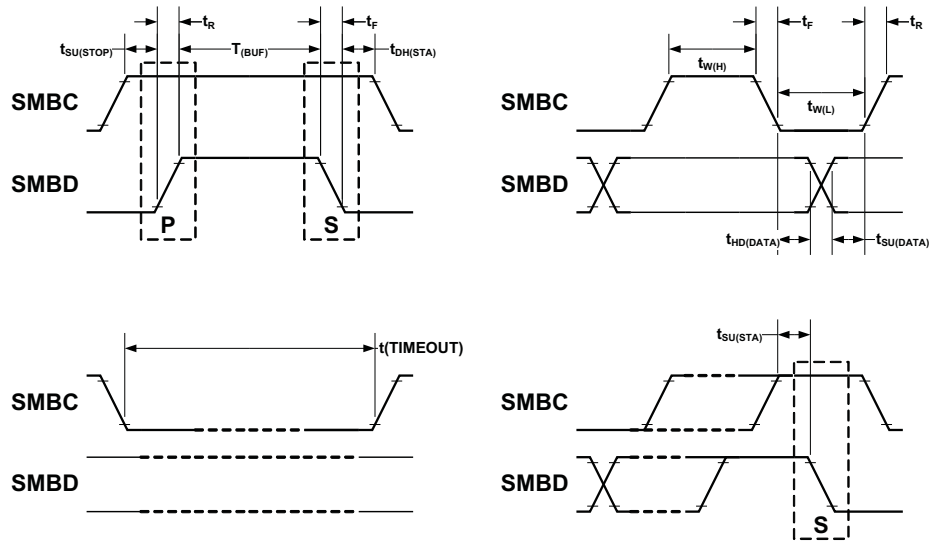 tR
tF
tSU(STOP)
T(BUF)
tDH(STA)
SMBC
SMBD
P
S
tF
tR
tW(H)
SMBC
tW(L)
SMBD
tHD(DATA)
tSU(DATA)
t(TIMEOUT)
SMBC
SMBD
tSU(STA)
SMBC
SMBD
S